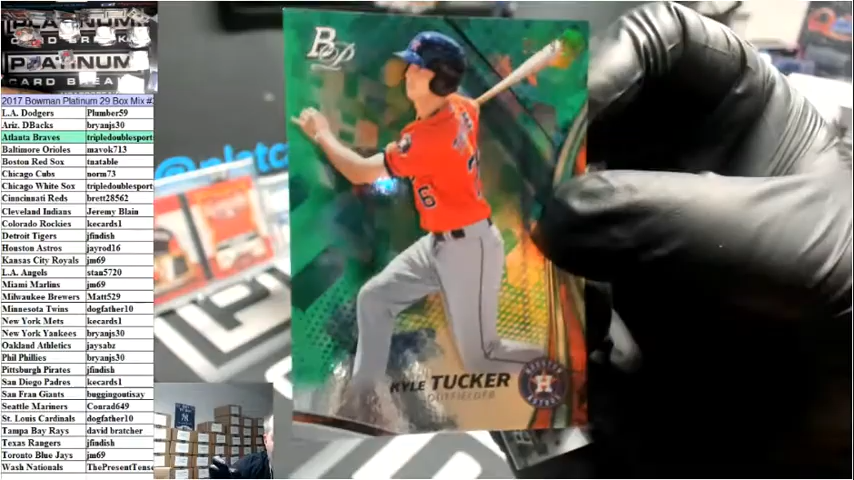 PLATINUM
CARD BREAK
2017 Bowman Platinum 29 Box Mix #
L.A. Dodgers Plumber59
Ariz. DBacks bryanjs30
Atlanta Braves tripledoublesport
Baltimore Orioles mavok713
Boston Red Sox tnatable
Chicago Cubs norm73
Chicago White Sox tripledoublesport
Cinncinnati Reds brett28562
Cleveland Indians Jeremy Blain
Colorado Rockies kecards1
Detroit Tigers jfindish
Houston Astros jayrod16
Kansas City Royals jm69
L.A. Angels stan5720
Miami Marlins jm69
Milwaukee Brewers Matt529
Minnesota Twins dogfather10
New York Mets kecards1
New York Yankees bryanjs30
Oakland Athletics jaysabz
Phil Phillies bryanjs30
Pittsburgh Pirates jfindish
San Diego Padres kecards1
San Fran Giants buggingoutisay
Seattle Mariners Conrad649
St. Louis Cardinals dogfather10
Tampa Bay Rays david bratcher
Texas Rangers jfindish
Toronto Blue Jays jm69
Wash Nationals ThePresentTense
BP
6
KYLE TUCKER
OUTFIELDER